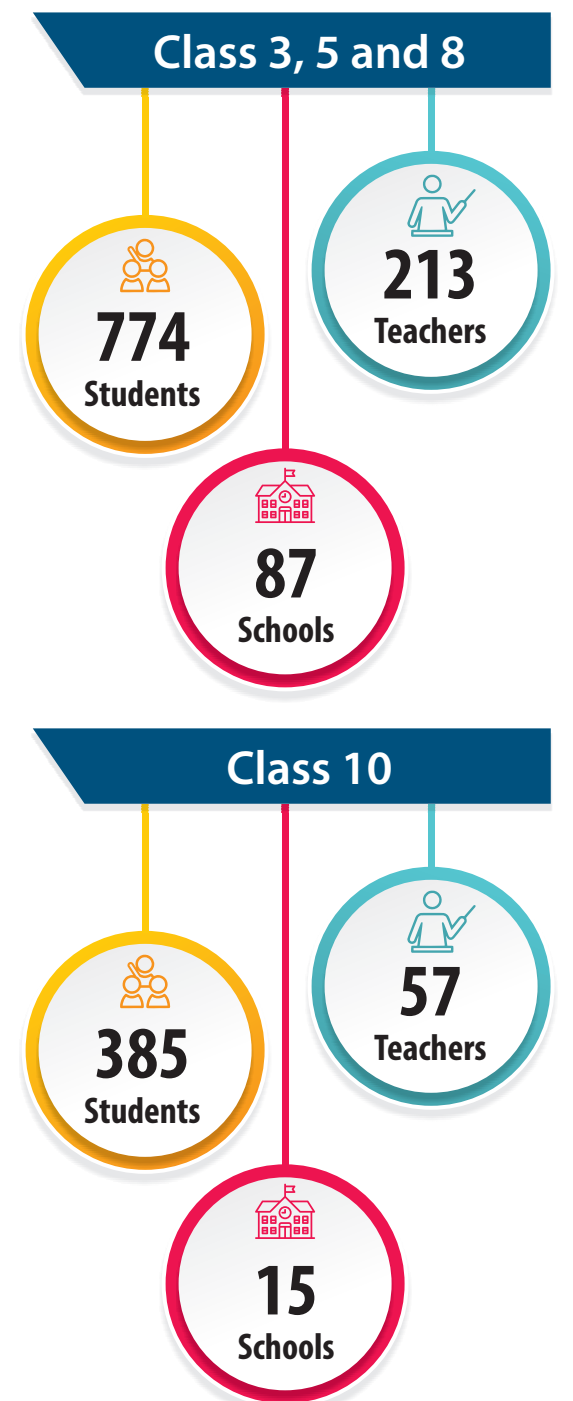 Class 3, 5 and 8
213
Teachers
774
Students
87
Schools
Class 10
57
Teachers
385
Students
15
Schools